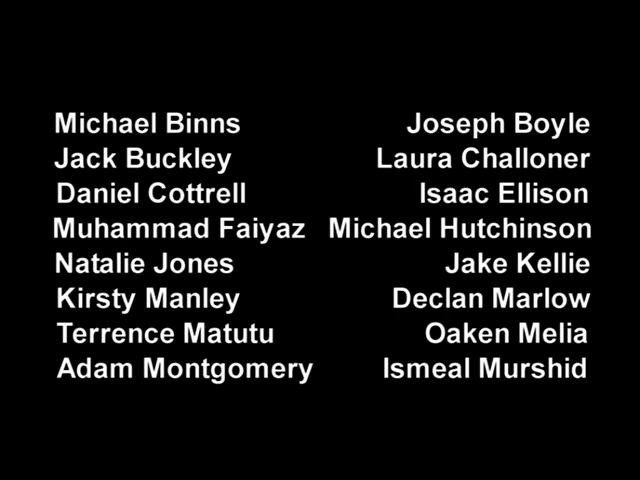 Michael Binns Joseph Boyle
Jack Buckley Laura Challoner
Daniel Cottrell Isaac Ellison
Muhammad Faiyaz Michael Hutchinson
Natalie Jones Jake Kellie
Kirsty Manley Declan Marlow
Terrence Matutu Oaken Melia
Adam Montgomery Ismeal Murshid